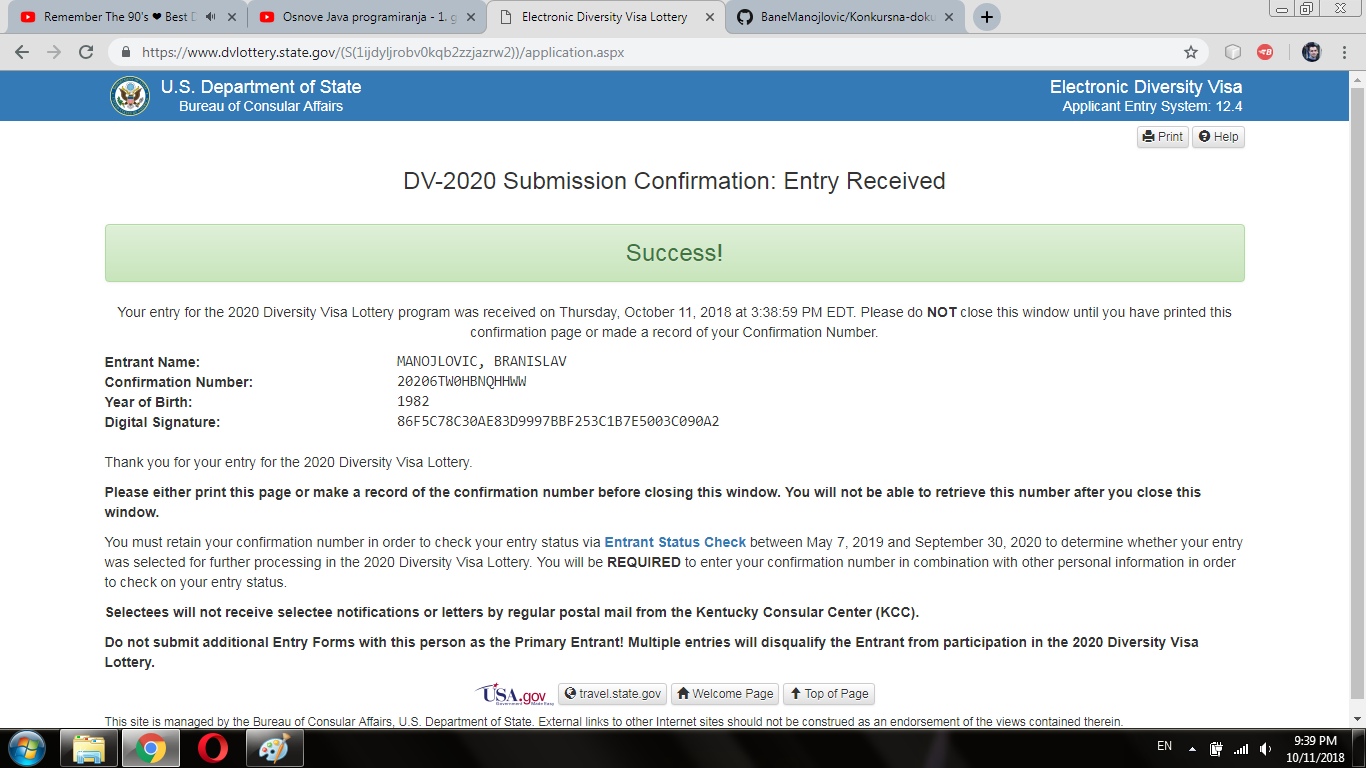 Remember The 90's ❤ Best D
Osnove Java programiranja - 1. g
Electronic Diversity Visa Lottery
BaneManojlovic/Konkursna-doku
https://www.dvlottery.state.gov/(S(1ijdyljrobv0kqb2zzjazrw2))/application.aspx
U.S. Department of State
Electronic Diversity Visa
Bureau of Consular Affairs
Applicant Entry System: 12.4
Print Help
DV-2020 Submission Confirmation: Entry Received
Success!
Your entry for the 2020 Diversity Visa Lottery program was received on Thursday, October 11, 2018 at 3:38:59 PM EDT. Please do NOT close this window until you have printed this
confirmation page or made a record of your Confirmation Number.
Entrant Name: MANOJLOVIC, BRANISLAV
Confirmation Number: 20206TW0HBNQHHWW
Year of Birth: 1982
Digital Signature: 86F5C78C30AE83D9997BBF253C1B7E5003C090A2
Thank you for your entry for the 2020 Diversity Visa Lottery.
Please either print this page or make a record of the confirmation number before closing this window. You will not be able to retrieve this number after you close this
window.
You must retain your confirmation number in order to check your entry status via Entrant Status Check between May 7, 2019 and September 30, 2020 to determine whether your entry
was selected for further processing in the 2020 Diversity Visa Lottery. You will be REQUIRED to enter your confirmation number in combination with other personal information in order
to check on your entry status.
Selectees will not receive selectee notifications or letters by regular postal mail from the Kentucky Consular Center (KCC).
Do not submit additional Entry Forms with this person as the Primary Entrant! Multiple entries will disqualify the Entrant from participation in the 2020 Diversity Visa
Lottery.
USA.gov travel.state.gov Welcome Page Top of Page
Government Made Easy
This site is managed by the Bureau of Consular Affairs, U.S. Department of State. External links to other Internet sites should not be construed as an endorsement of the views contained therein.
EN
9:39 PM
10/11/2018